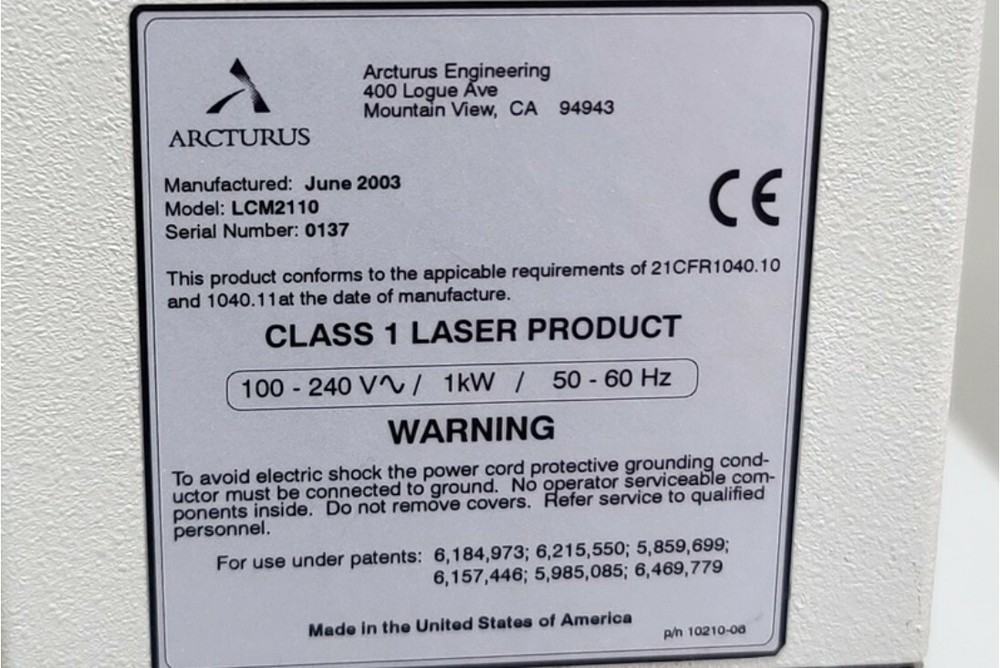 ARCTURUS
Arcturus Engineering
400 Logue Ave
Mountain View, CA 94943
Manufactured: June 2003
Model: LCM2110
Serial Number: 0137
CE
This product conforms to the appicable requirements of 21CFR1040.10
and 1040.11at the date of manufacture.
CLASS 1 LASER PRODUCT
100 - 240 V∿ / 1kW / 50 - 60 Hz
WARNING
To avoid electric shock the power cord protective grounding cond-
uctor must be connected to ground. No operator serviceable com-
ponents inside. Do not remove covers. Refer service to qualified
personnel.
For use under patents: 6,184,973; 6,215,550; 5,859,699;
6,157,446; 5,985,085; 6,469,779
Made in the United States of America
p/n